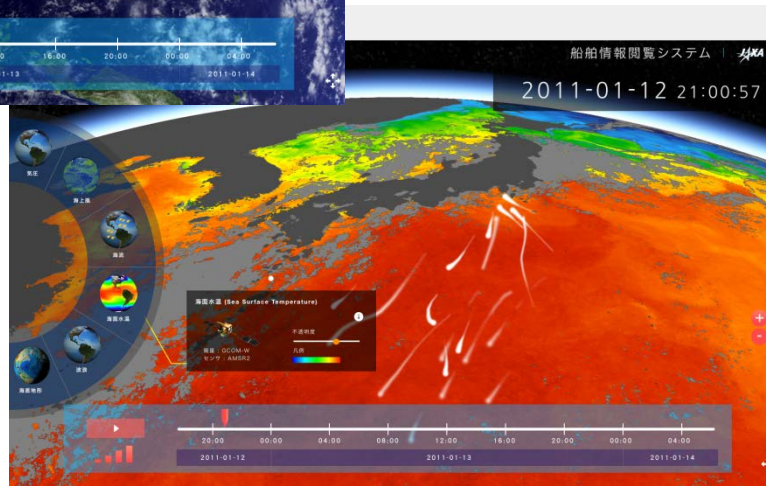 16:00 20:00 00:00 04:00
2011-01-14
船舶情報閲覧システム | JAXA
2011-01-12 21:00:57
気圧
海上風
海流
海面水温
波浪
海底地形
海面水温 (Sea Surface Temperature)
不透明度
衛星 : GCOM-W
センサ : AMSR2
凡例
20:00 00:00 04:00 08:00 12:00 16:00 20:00 00:00 04:00
2011-01-12 2011-01-13 2011-01-14